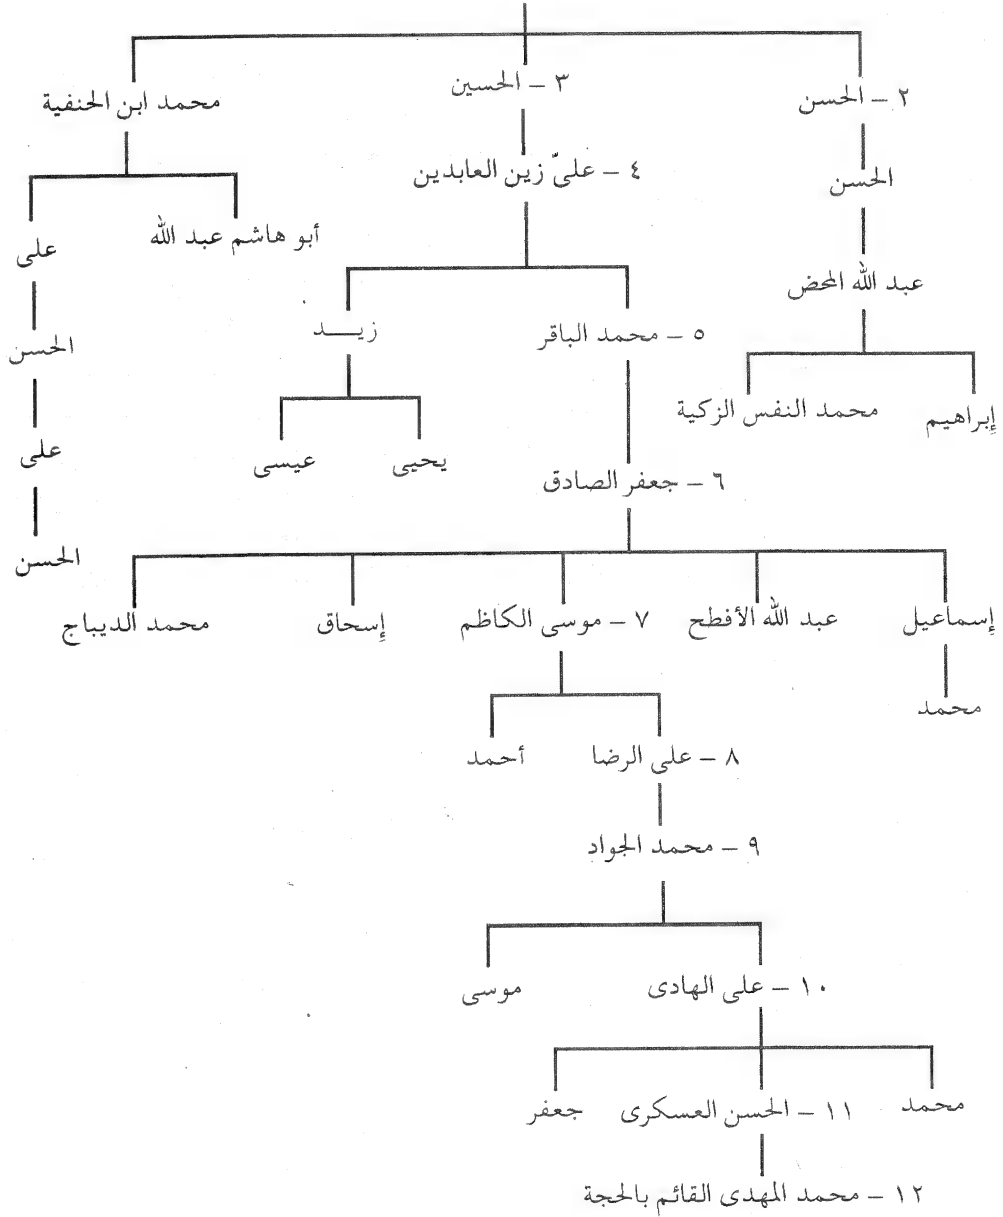 ٢ – الحسن
٣ – الحسين
محمد ابن الحنفية
الحسن
٤ – علىّ زين العابدين
أبو هاشم عبد الله
على
عبد الله المحض
٥ – محمد الباقر
زيـــد
الحسن
إبراهيم
محمد النفس الزكية
يحيى
عيسى
على
٦ – جعفر الصادق
الحسن
إسماعيل
عبد الله الأفطح
٧ – موسى الكاظم
إسحاق
محمد الديباج
محمد
٨ – على الرضا
أحمد
٩ – محمد الجواد
١٠ – على الهادى
موسى
محمد
١١ – الحسن العسكرى
جعفر
١٢ – محمد المهدى القائم بالحجة